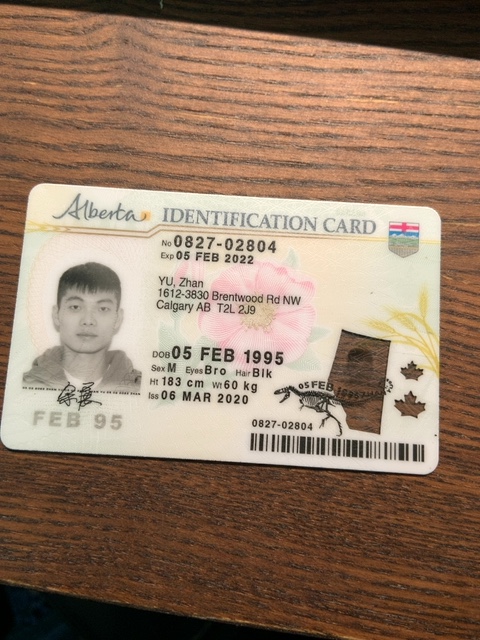 Alberta IDENTIFICATION CARD
No 0827-02804
Exp 05 FEB 2022
YU, Zhan
1612-3830 Brentwood Rd NW
Calgary AB T2L 2J9
DOB 05 FEB 1995
Sex M Eyes Bro Hair Blk
Ht 183 cm Wt 60 kg
Iss 06 MAR 2020
05 FEB
FEB 95
0827-02804